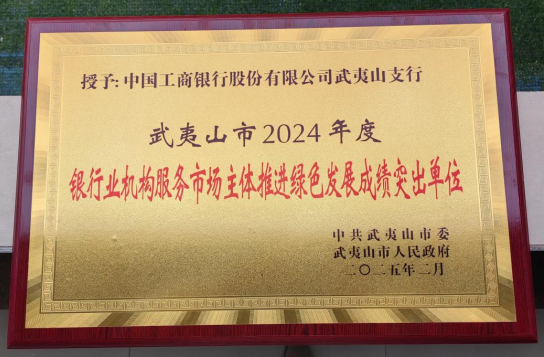 授予:中国工商银行股份有限公司武夷山支行
武夷山市2024年度
银行业机构服务市场主体推进绿色发展成绩突出单位
中共武夷山市委
武夷山市人民政府
二〇二五年二月